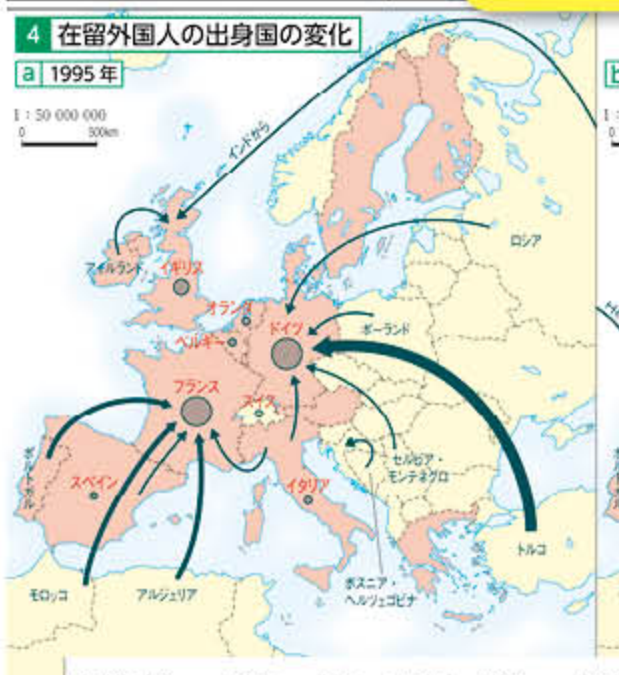 4 在留外国人の出身国の変化
a 1995年
1：50 000 000
0 500km
インドから
ロシア
アイルランド
イギリス
オランダ
ドイツ
ポーランド
ベルギー
フランス
スイス
セルビア・
モンテネグロ
ポルトガル
スペイン
イタリア
トルコ
モロッコ
アルジェリア
ボスニア・
ヘルツェゴビナ